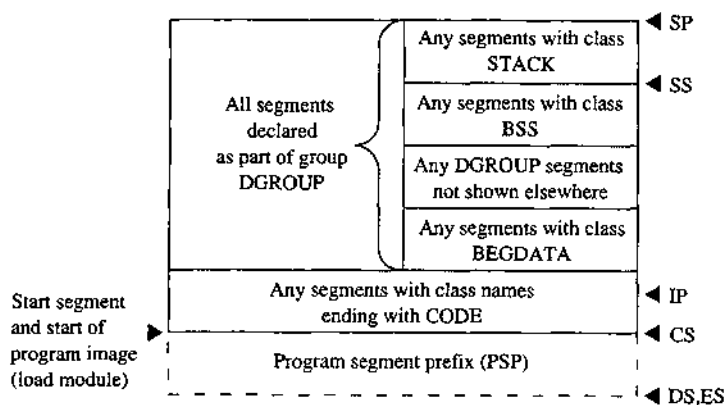 SP
Any segments with class
STACK
SS
All segments
declared
as part of group
DGROUP
Any segments with class
BSS
Any DGROUP segments
not shown elsewhere
Any segments with class
BEGDATA
Start segment
and start of
program image
(load module)
Any segments with class names
ending with CODE
IP
CS
Program segment prefix (PSP)
DS,ES